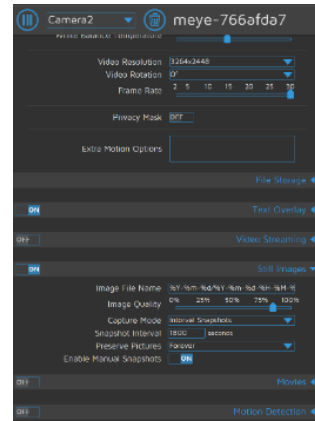 Camera2 meye-766afda7
White Balance Temperature
Video Resolution 3264x2448
Video Rotation 0°
Frame Rate 2 5 10 15 20 25 30
Privacy Mask OFF
Extra Motion Options
File Storage
ON Text Overlay
OFF Video Streaming
ON Still Images
Image File Name %Y-%m-%d/%Y-%m-%d-%H-%M-%
Image Quality 0% 25% 50% 75% 100%
Capture Mode Interval Snapshots
Snapshot Interval 1800 seconds
Preserve Pictures Forever
Enable Manual Snapshots ON
OFF Movies
OFF Motion Detection